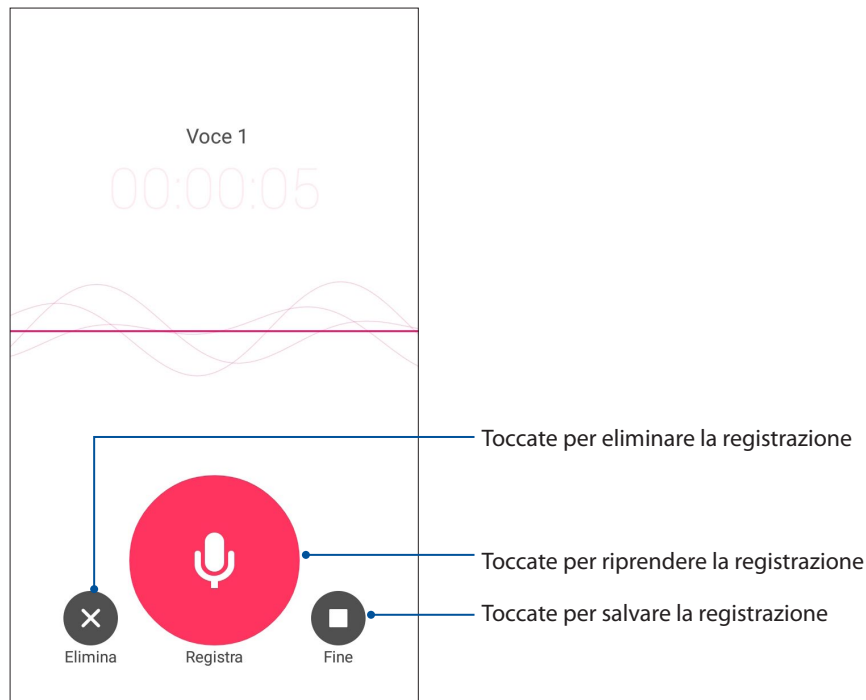 Voce 1
00:00:05
Toccate per eliminare la registrazione
Toccate per riprendere la registrazione
Toccate per salvare la registrazione
Elimina
Registra
Fine